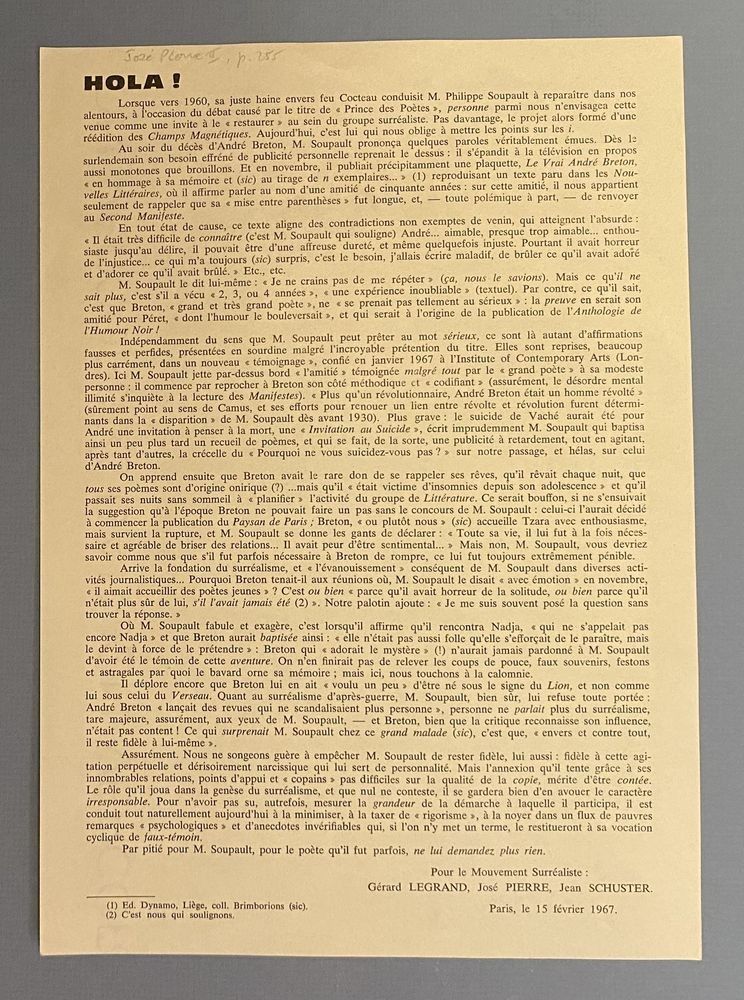 José Pierre II, p. 255
HOLA !
Lorsque vers 1960, sa juste haine envers feu Cocteau conduisit M. Philippe Soupault à reparaître dans nos
alentours, à l'occasion du débat causé par le titre de « Prince des Poètes », personne parmi nous n'envisagea cette
venue comme une invite à le « restaurer » au sein du groupe surréaliste. Pas davantage, le projet alors formé d'une
réédition des Champs Magnétiques. Aujourd'hui, c'est lui qui nous oblige à mettre les points sur les i.
Au soir du décès d'André Breton, M. Soupault prononça quelques paroles véritablement émues. Dès le
surlendemain son besoin effréné de publicité personnelle reprenait le dessus : il s'épandit à la télévision en propos
aussi monotones que brouillons. Et en novembre, il publiait précipitamment une plaquette, Le Vrai André Breton,
« en hommage à sa mémoire et (sic) au tirage de n exemplaires... » (1) reproduisant un texte paru dans les Nou-
velles Littéraires, où il affirme parler au nom d'une amitié de cinquante années : sur cette amitié, il nous appartient
seulement de rappeler que sa « mise entre parenthèses » fut longue, et, — toute polémique à part, — de renvoyer
au Second Manifeste.
En tout état de cause, ce texte aligne des contradictions non exemptes de venin, qui atteignent l'absurde :
« Il était très difficile de connaître (c'est M. Soupault qui souligne) André... aimable, presque trop aimable... enthou-
siaste jusqu'au délire, il pouvait être d'une affreuse dureté, et même quelquefois injuste. Pourtant il avait horreur
de l'injustice... ce qui m'a toujours (sic) surpris, c'est le besoin, j'allais écrire maladif, de brûler ce qu'il avait adoré
et d'adorer ce qu'il avait brûlé. » Etc., etc.
M. Soupault le dit lui-même : « Je ne crains pas de me répéter » (ça, nous le savions). Mais ce qu'il ne
sait plus, c'est s'il a vécu « 2, 3, ou 4 années », « une expérience inoubliable » (textuel). Par contre, ce qu'il sait,
c'est que Breton, « grand et très grand poète », ne « se prenait pas tellement au sérieux » : la preuve en serait son
amitié pour Péret, « dont l'humour le bouleversait », et qui serait à l'origine de la publication de l'Anthologie de
l'Humour Noir !
Indépendamment du sens que M. Soupault peut prêter au mot sérieux, ce sont là autant d'affirmations
fausses et perfides, présentées en sourdine malgré l'incroyable prétention du titre. Elles sont reprises, beaucoup
plus carrément, dans un nouveau « témoignage », confié en janvier 1967 à l'Institute of Contemporary Arts (Lon-
dres). Ici M. Soupault jette par-dessus bord « l'amitié » témoignée malgré tout par le « grand poète » à sa modeste
personne : il commence par reprocher à Breton son côté méthodique et « codifiant » (assurément, le désordre mental
illimité s'inquiète à la lecture des Manifestes). « Plus qu'un révolutionnaire, André Breton était un homme révolté »
(sûrement point au sens de Camus, et ses efforts pour renouer un lien entre révolte et révolution furent détermi-
nants dans la « disparition » de M. Soupault dès avant 1930). Plus grave : le suicide de Vaché aurait été pour
André une invitation à penser à la mort, une « Invitation au Suicide », écrit imprudemment M. Soupault qui baptisa
ainsi un peu plus tard un recueil de poèmes, et qui se fait, de la sorte, une publicité à retardement, tout en agitant,
après tant d'autres, la crécelle du « Pourquoi ne vous suicidez-vous pas ? » sur notre passage, et hélas, sur celui
d'André Breton.
On apprend ensuite que Breton avait le rare don de se rappeler ses rêves, qu'il rêvait chaque nuit, que
tous ses poèmes sont d'origine onirique (?) ...mais qu'il « était victime d'insomnies depuis son adolescence » et qu'il
passait ses nuits sans sommeil à « planifier » l'activité du groupe de Littérature. Ce serait bouffon, si ne s'ensuivait
la suggestion qu'à l'époque Breton ne pouvait faire un pas sans le concours de M. Soupault : celui-ci l'aurait décidé
à commencer la publication du Paysan de Paris ; Breton, « ou plutôt nous » (sic) accueille Tzara avec enthousiasme,
mais survient la rupture, et M. Soupault se donne les gants de déclarer : « Toute sa vie, il lui fut à la fois néces-
saire et agréable de briser des relations... Il avait peur d'être sentimental... » Mais non, M. Soupault, vous devriez
savoir comme nous que s'il fut parfois nécessaire à Breton de rompre, ce lui fut toujours extrêmement pénible.
Arrive la fondation du surréalisme, et « l'évanouissement » conséquent de M. Soupault dans diverses acti-
vités journalistiques... Pourquoi Breton tenait-il aux réunions où, M. Soupault le disait « avec émotion » en novembre,
« il aimait accueillir des poètes jeunes » ? C'est ou bien « parce qu'il avait horreur de la solitude, ou bien parce qu'il
n'était plus sûr de lui, s'il l'avait jamais été (2) ». Notre palotin ajoute : « Je me suis souvent posé la question sans
trouver la réponse. »
Où M. Soupault fabule et exagère, c'est lorsqu'il affirme qu'il rencontra Nadja, « qui ne s'appelait pas
encore Nadja » et que Breton aurait baptisée ainsi : « elle n'était pas aussi folle qu'elle s'efforçait de le paraître, mais
le devint à force de le prétendre » : Breton qui « adorait le mystère » (!) n'aurait jamais pardonné à M. Soupault
d'avoir été le témoin de cette aventure. On n'en finirait pas de relever les coups de pouce, faux souvenirs, festons
et astragales par quoi le bavard orne sa mémoire ; mais ici, nous touchons à la calomnie.
Il déplore encore que Breton lui en ait « voulu un peu » d'être né sous le signe du Lion, et non comme
lui sous celui du Verseau. Quant au surréalisme d'après-guerre, M. Soupault, bien sûr, lui refuse toute portée :
André Breton « lançait des revues qui ne scandalisaient plus personne », personne ne parlait plus du surréalisme,
tare majeure, assurément, aux yeux de M. Soupault, — et Breton, bien que la critique reconnaisse son influence,
n'était pas content ! Ce qui surprenait M. Soupault chez ce grand malade (sic), c'est que, « envers et contre tout,
il reste fidèle à lui-même ».
Assurément. Nous ne songeons guère à empêcher M. Soupault de rester fidèle, lui aussi : fidèle à cette agi-
tation perpétuelle et dérisoirement narcissique qui lui sert de personnalité. Mais l'annexion qu'il tente grâce à ses
innombrables relations, points d'appui et « copains » pas difficiles sur la qualité de la copie, mérite d'être contée.
Le rôle qu'il joua dans la genèse du surréalisme, et que nul ne conteste, il se gardera bien d'en avouer le caractère
irresponsable. Pour n'avoir pas su, autrefois, mesurer la grandeur de la démarche à laquelle il participa, il est
conduit tout naturellement aujourd'hui à la minimiser, à la taxer de « rigorisme », à la noyer dans un flux de pauvres
remarques « psychologiques » et d'anecdotes invérifiables qui, si l'on n'y met un terme, le restitueront à sa vocation
cyclique de faux-témoin.
Par pitié pour M. Soupault, pour le poète qu'il fut parfois, ne lui demandez plus rien.
Pour le Mouvement Surréaliste :
Gérard LEGRAND, José PIERRE, Jean SCHUSTER.
(1) Ed. Dynamo, Liège, coll. Brimborions (sic).
(2) C'est nous qui soulignons.
Paris, le 15 février 1967.